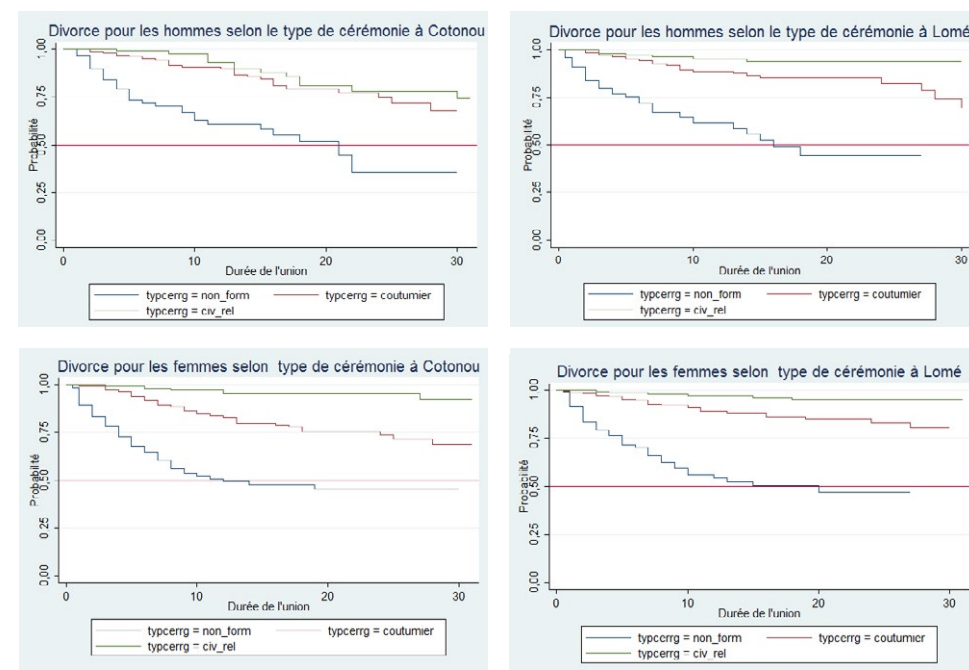 Divorce pour les hommes selon le type de cérémonie à Cotonou
1,00
0,75
0,50
0,25
0,00
Probabilité
0 10 20 30
Durée de l'union
typcerrg = non_form typcerrg = coutumier
typcerrg = civ_rel
Divorce pour les hommes selon le type de cérémonie à Lomé
1,00
0,75
0,50
0,25
0,00
Probabilité
0 10 20 30
Durée de l'union
typcerrg = non_form typcerrg = coutumier
typcerrg = civ_rel
Divorce pour les femmes selon type de cérémonie à Cotonou
1,00
0,75
0,50
0,25
0,00
Probabilité
0 10 20 30
Durée de l'union
typcerrg = non_form typcerrg = coutumier
typcerrg = civ_rel
Divorce pour les femmes selon type de cérémonie à Lomé
1,00
0,75
0,50
0,25
0,00
Probabilité
0 10 20 30
Durée de l'union
typcerrg = non_form typcerrg = coutumier
typcerrg = civ_rel